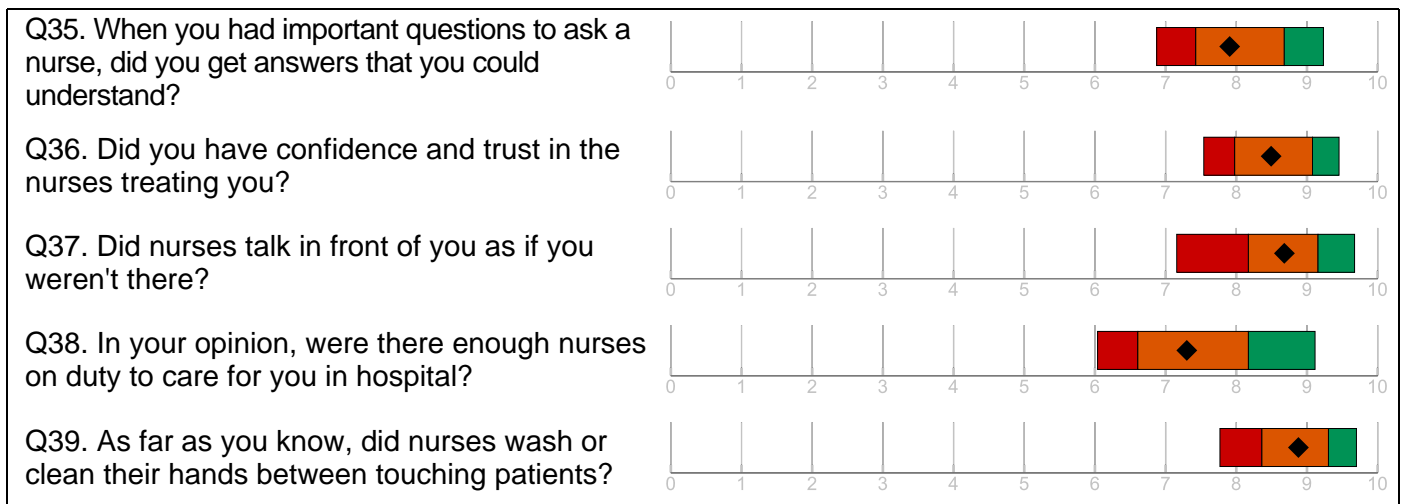 Q35. When you had important questions to ask a
nurse, did you get answers that you could
understand?
0 1 2 3 4 5 6 7 8 9 10
Q36. Did you have confidence and trust in the
nurses treating you?
0 1 2 3 4 5 6 7 8 9 10
Q37. Did nurses talk in front of you as if you
weren't there?
0 1 2 3 4 5 6 7 8 9 10
Q38. In your opinion, were there enough nurses
on duty to care for you in hospital?
0 1 2 3 4 5 6 7 8 9 10
Q39. As far as you know, did nurses wash or
clean their hands between touching patients?
0 1 2 3 4 5 6 7 8 9 10